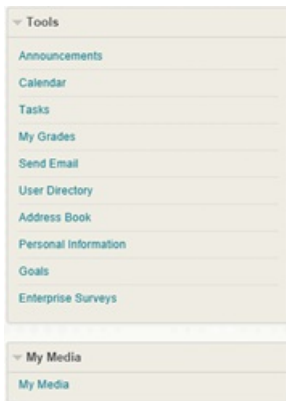 Tools
Announcements
Calendar
Tasks
My Grades
Send Email
User Directory
Address Book
Personal Information
Goals
Enterprise Surveys
My Media
My Media